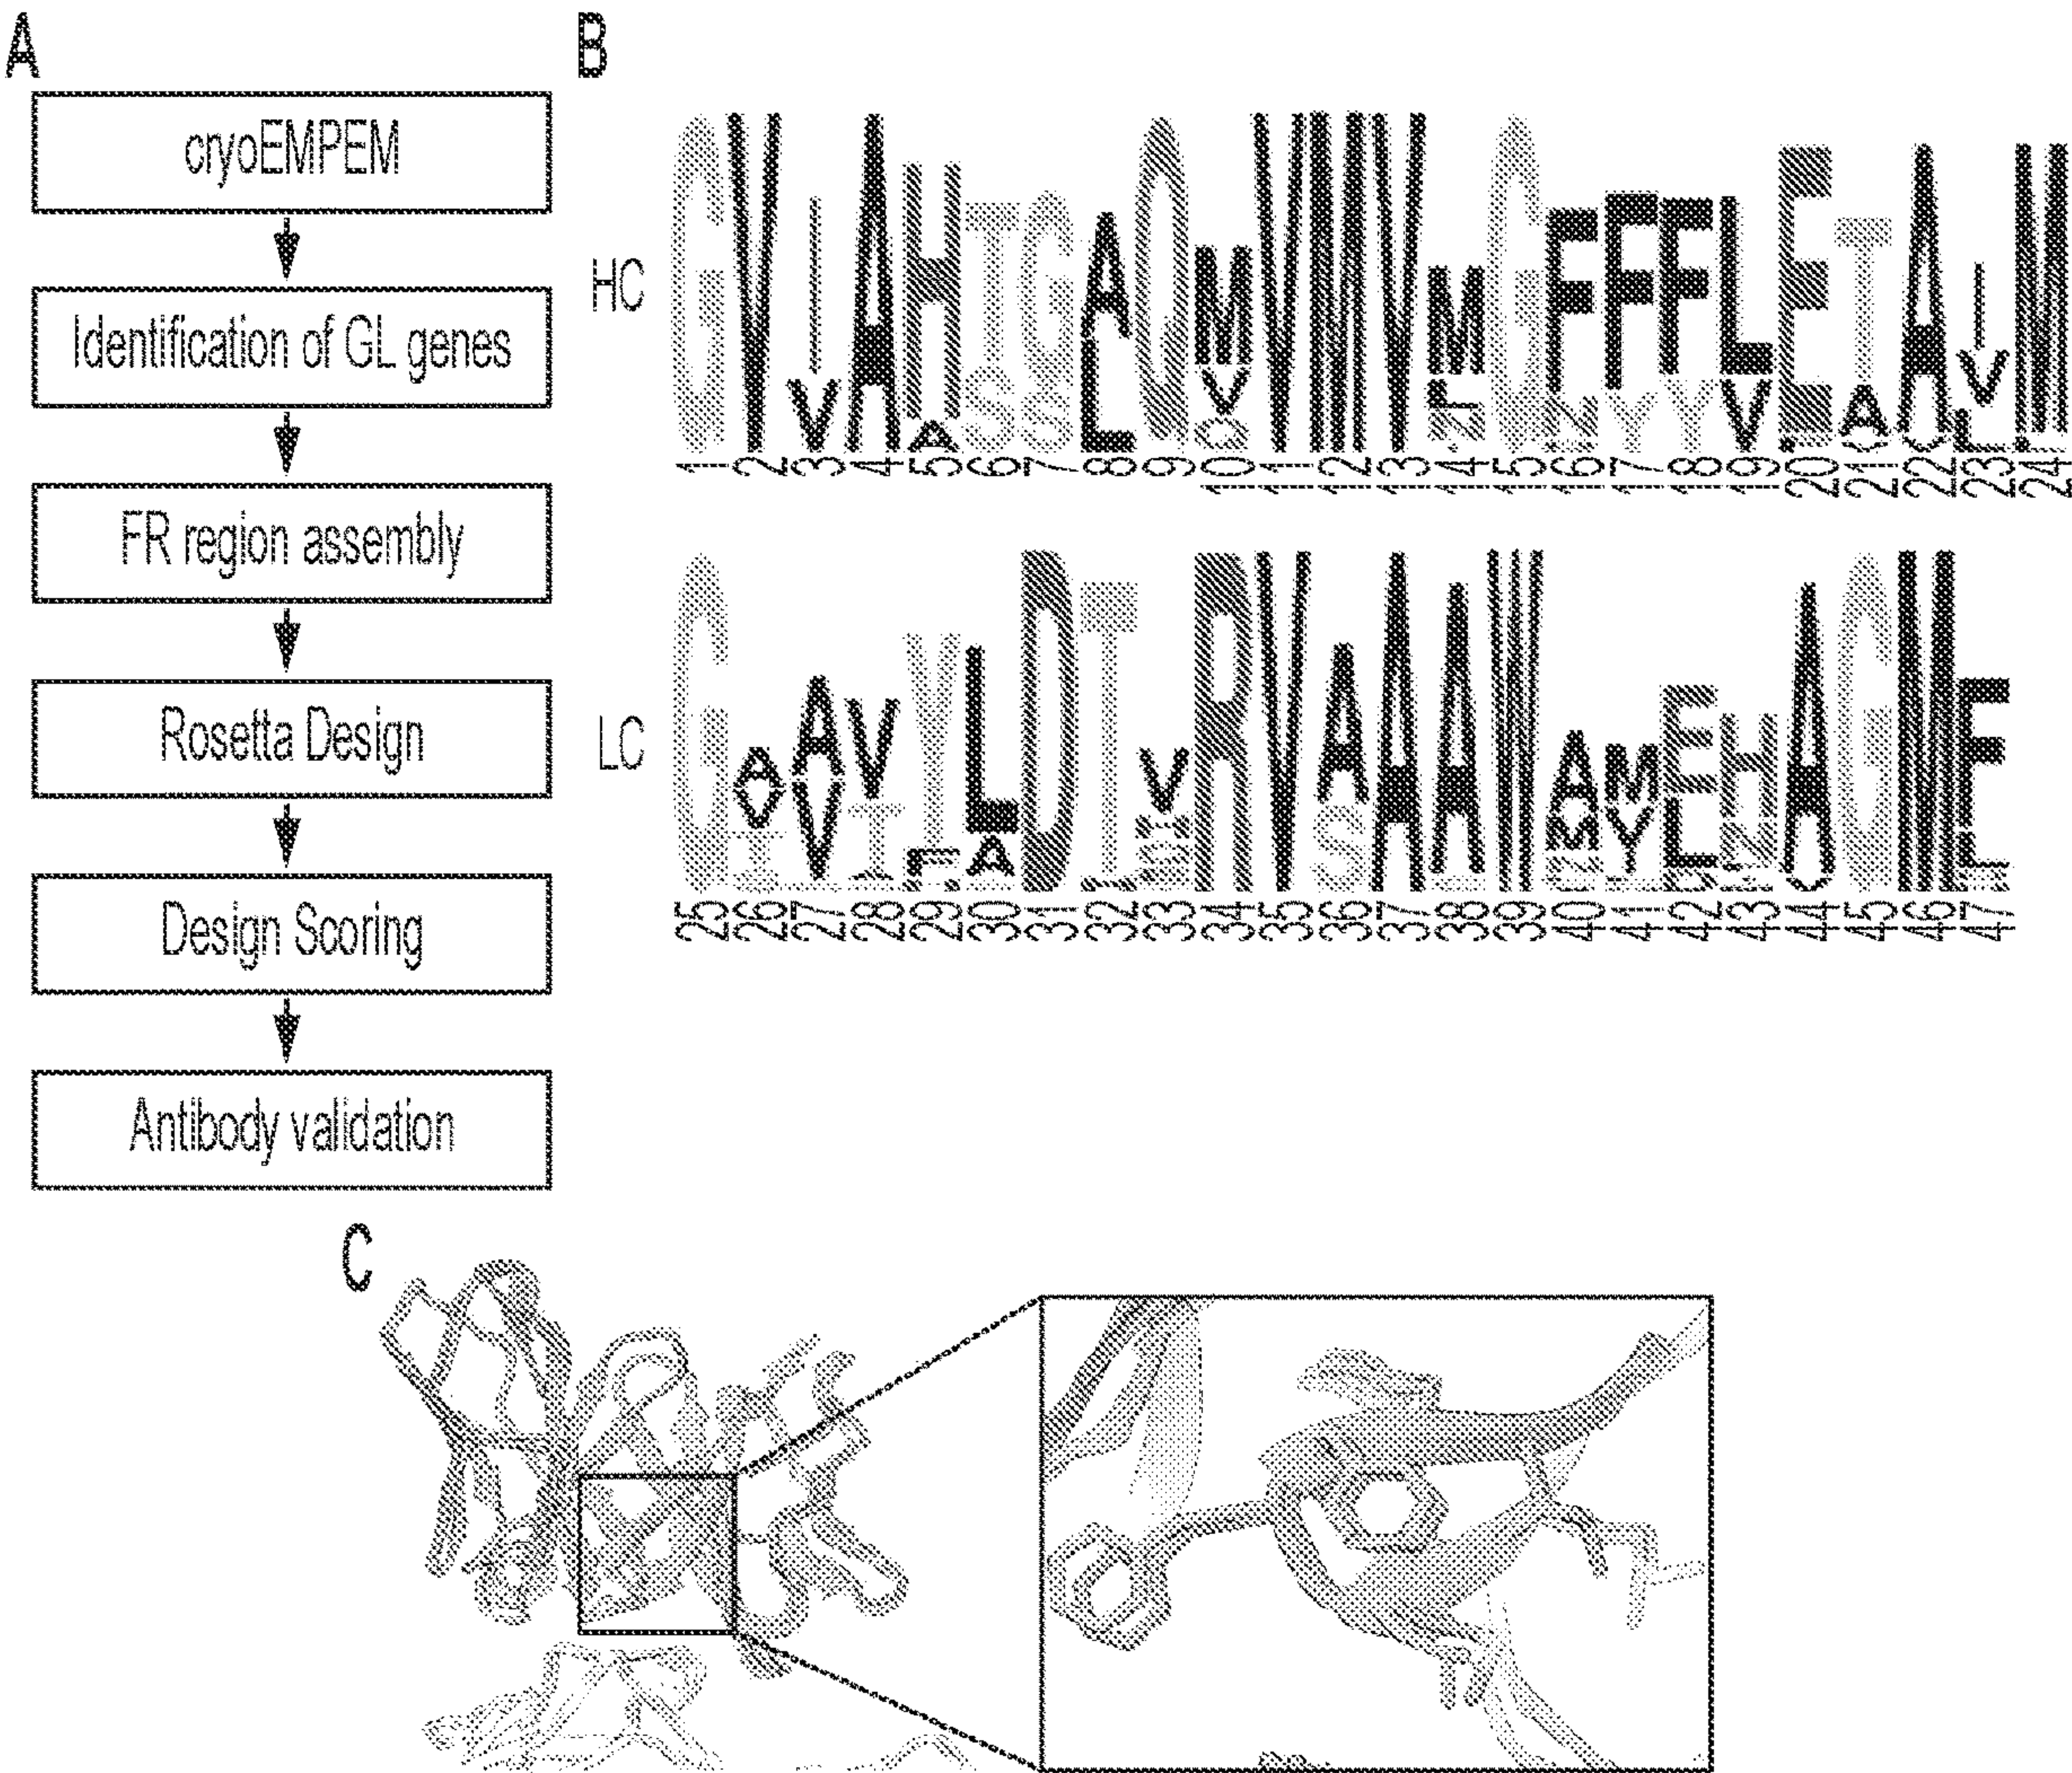 A
cryoEMPEM
Identification of GL genes
FR region assembly
Rosetta Design
Design Scoring
Antibody validation
B
HC
1 2 3 4 5 6 7 8 9 10 11 12 13 14 15 16 17 18 19 20 21 22 23 24
LC
25 26 27 28 29 30 31 32 33 34 35 36 37 38 39 40 41 42 43 44 45 46 47
C